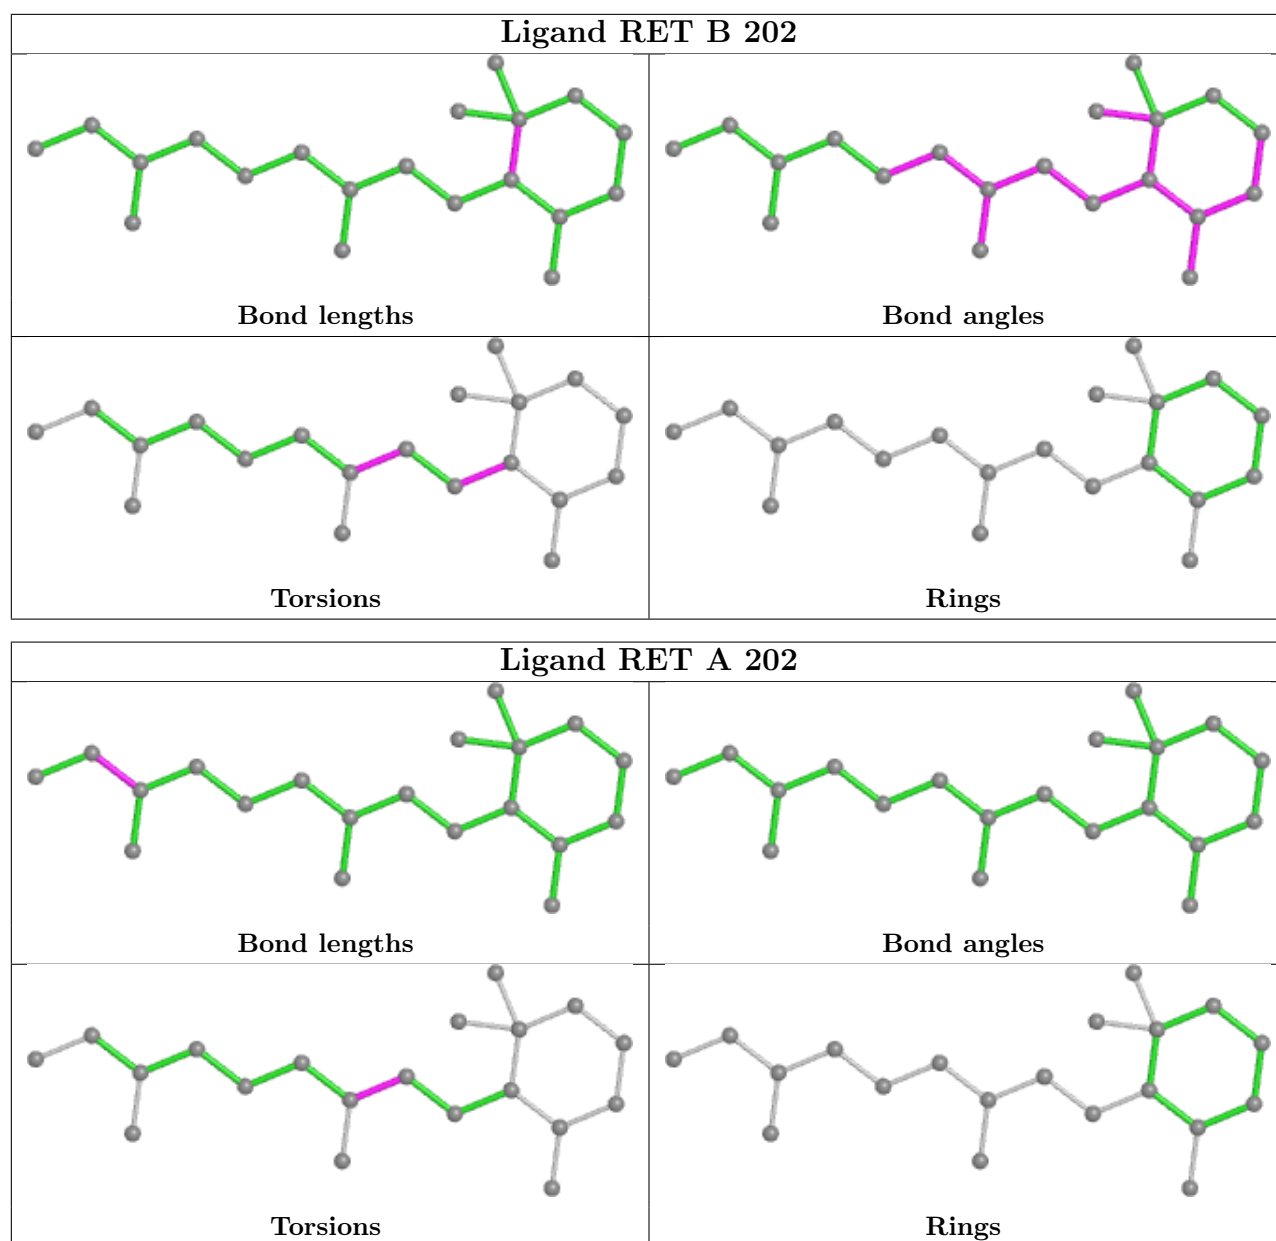 Ligand RET B 202
Bond lengths
Bond angles
Torsions
Rings
Ligand RET A 202
Bond lengths
Bond angles
Torsions
Rings